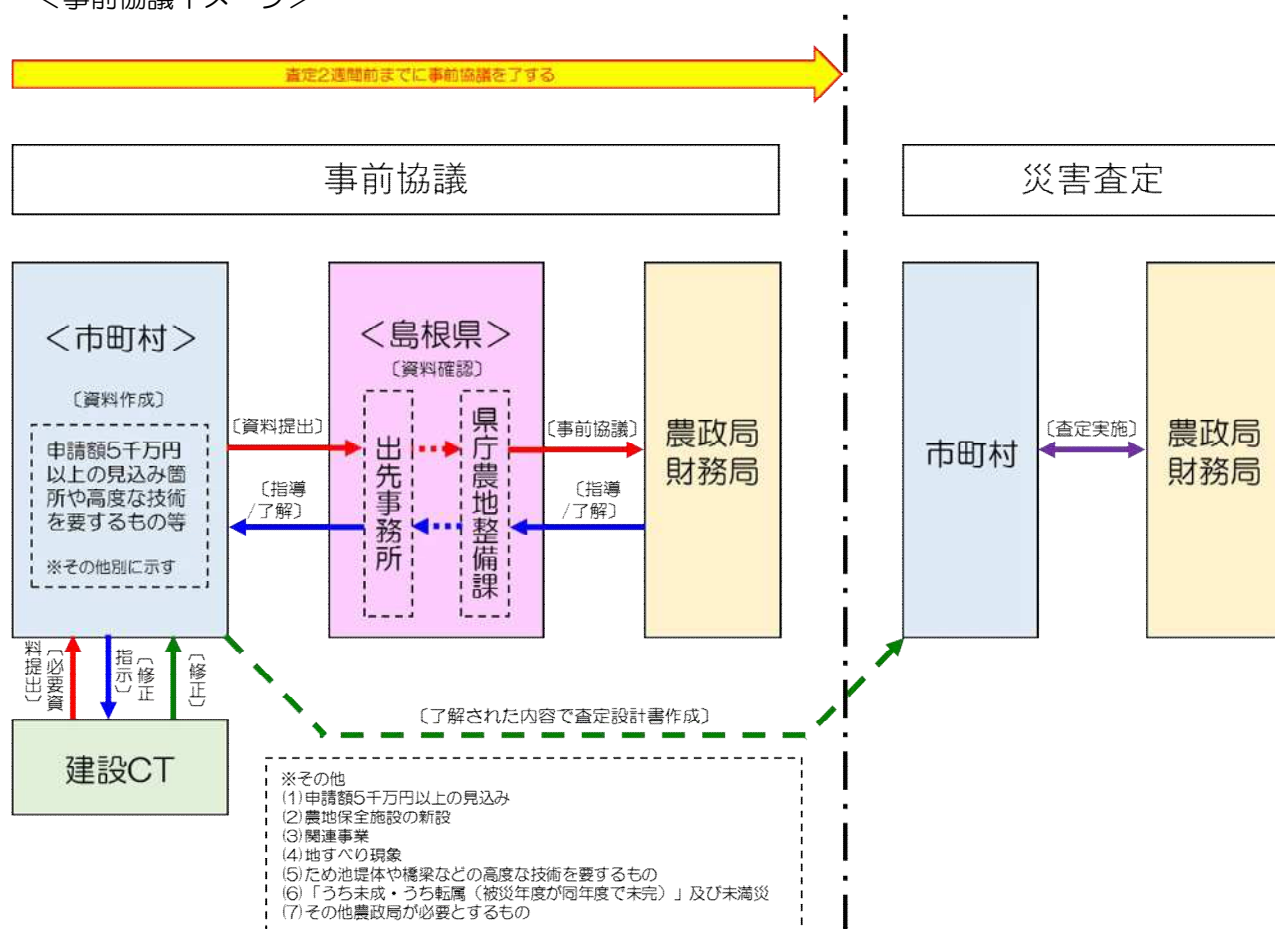 <事前協議イメージ>
査定2週間前までに事前協議を了する
事前協議
災害査定
<市町村>
〔資料作成〕
申請額5千万円
以上の見込み箇
所や高度な技術
を要するもの等
※その他別に示す
〔資料提出〕
〔指導
/了解〕
<島根県>
〔資料確認〕
出先事務所
県庁農地整備課
〔事前協議〕
〔指導
/了解〕
農政局
財務局
市町村
〔査定実施〕
農政局
財務局
〔必要資
料提出〕
〔修正
指示〕
〔修正〕
建設CT
〔了解された内容で査定設計書作成〕
※その他
(1)申請額5千万円以上の見込み
(2)農地保全施設の新設
(3)関連事業
(4)地すべり現象
(5)ため池堤体や橋梁などの高度な技術を要するもの
(6)「うち未成・うち転属（被災年度が同年度で未完）」及び未満災
(7)その他農政局が必要とするもの